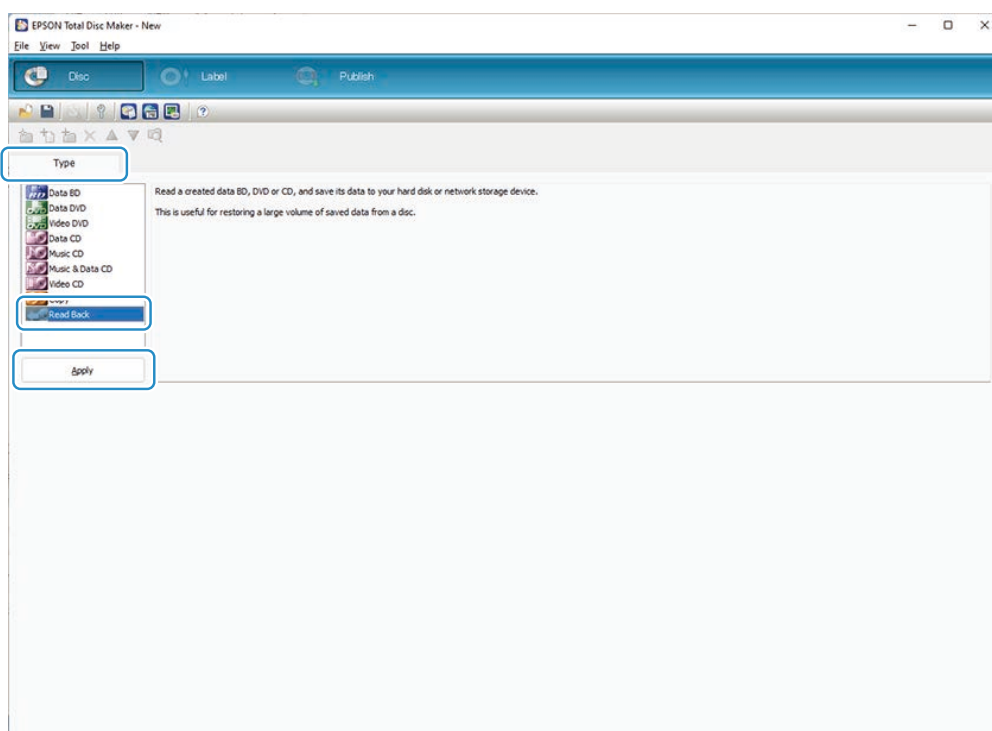 EPSON Total Disc Maker - New
File View Tool Help
Disc Label Publish
Type
Data BD
Data DVD
Video DVD
Data CD
Music CD
Music & Data CD
Video CD
Copy
Read Back
Apply
Read a created data BD, DVD or CD, and save its data to your hard disk or network storage device.
This is useful for restoring a large volume of saved data from a disc.